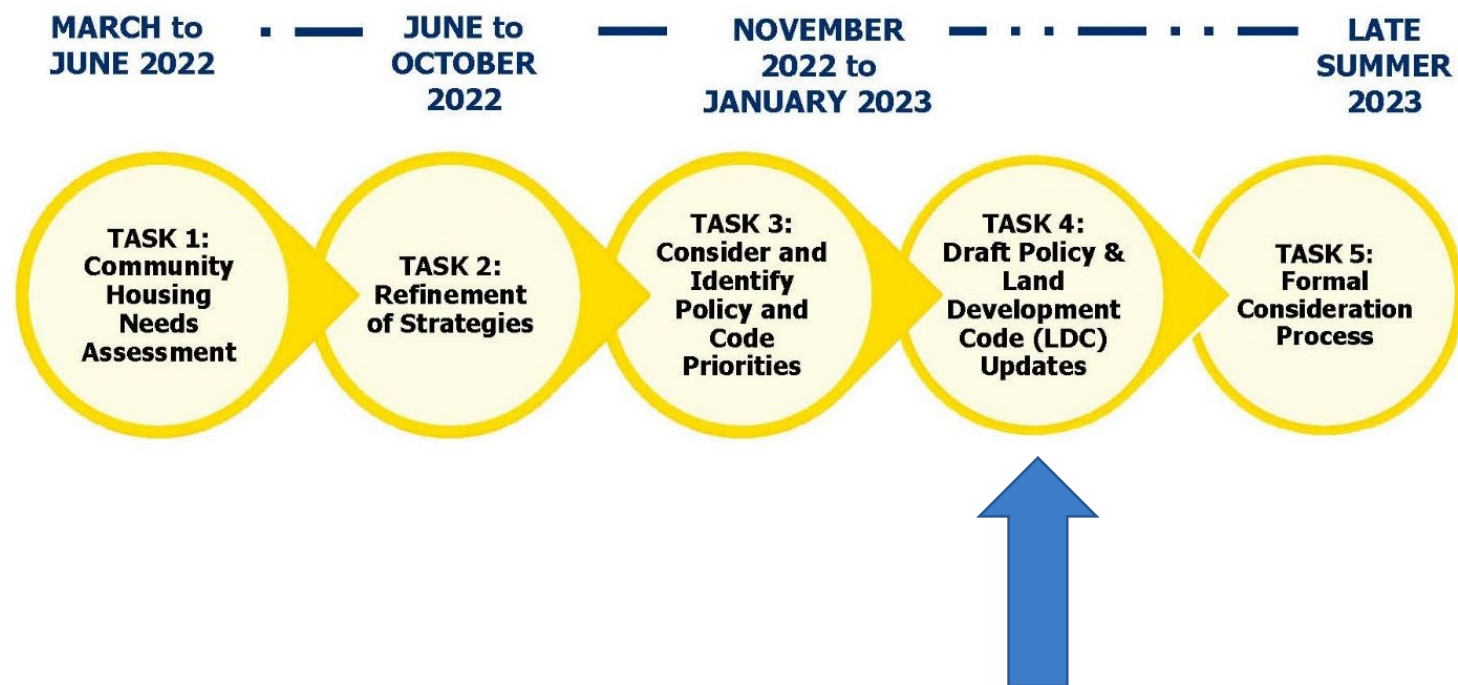 MARCH to
JUNE 2022
JUNE to
OCTOBER
2022
NOVEMBER
2022 to
JANUARY 2023
LATE
SUMMER
2023
TASK 1:
Community
Housing
Needs
Assessment
TASK 2:
Refinement
of Strategies
TASK 3:
Consider and
Identify
Policy and
Code
Priorities
TASK 4:
Draft Policy &
Land
Development
Code (LDC)
Updates
TASK 5:
Formal
Consideration
Process